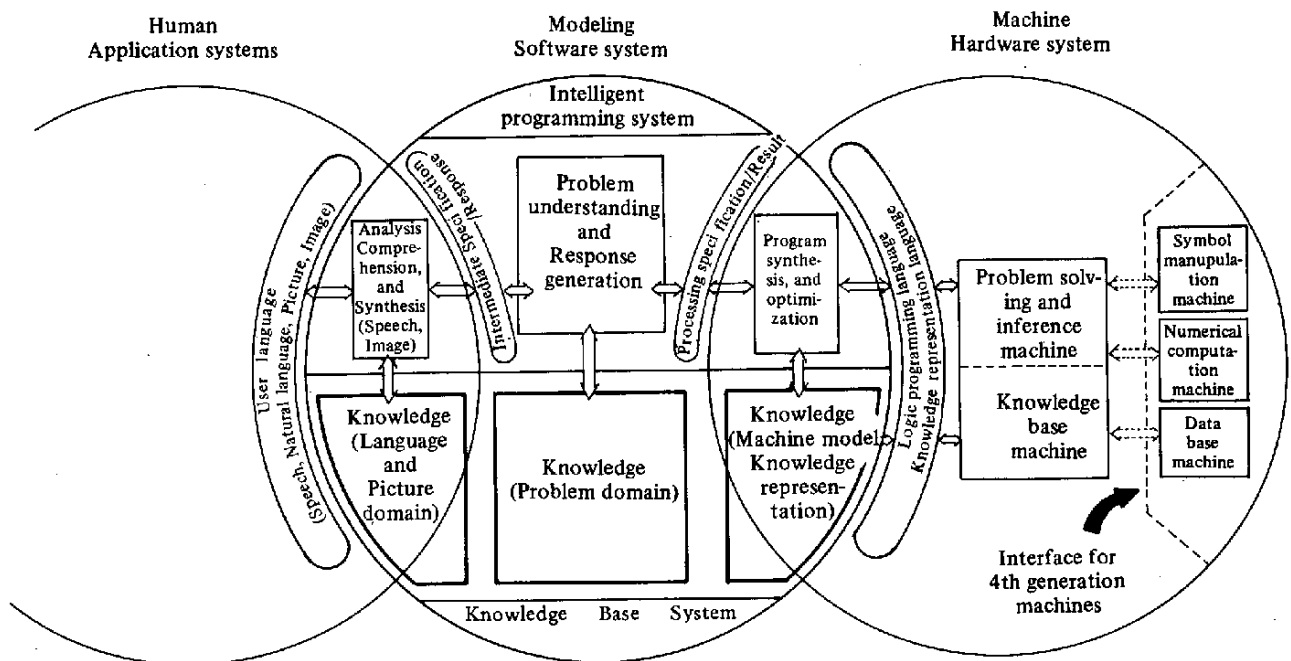 Human
Application systems
Modeling
Software system
Machine
Hardware system
Intelligent
programming system
User language
(Speech, Natural language, Picture, Image)
Analysis
Compre-
hension,
and
Synthesis
(Speech,
Image)
Intermediate Speci fication
/Response
Problem
understanding
and
Response
generation
Processing speci fication/Result
Program
synthe-
sis, and
optimi-
zation
Logic programming language
Knowledge representation language
Problem solv-
ing and
inference
machine
Knowledge
base
machine
Symbol
manupula-
tion
machine
Numerical
computa-
tion
machine
Data
base
machine
Knowledge
(Language
and
Picture
domain)
Knowledge
(Problem domain)
Knowledge
(Machine model
Knowledge
represen-
tation)
Knowledge Base System
Interface for
4th generation
machines